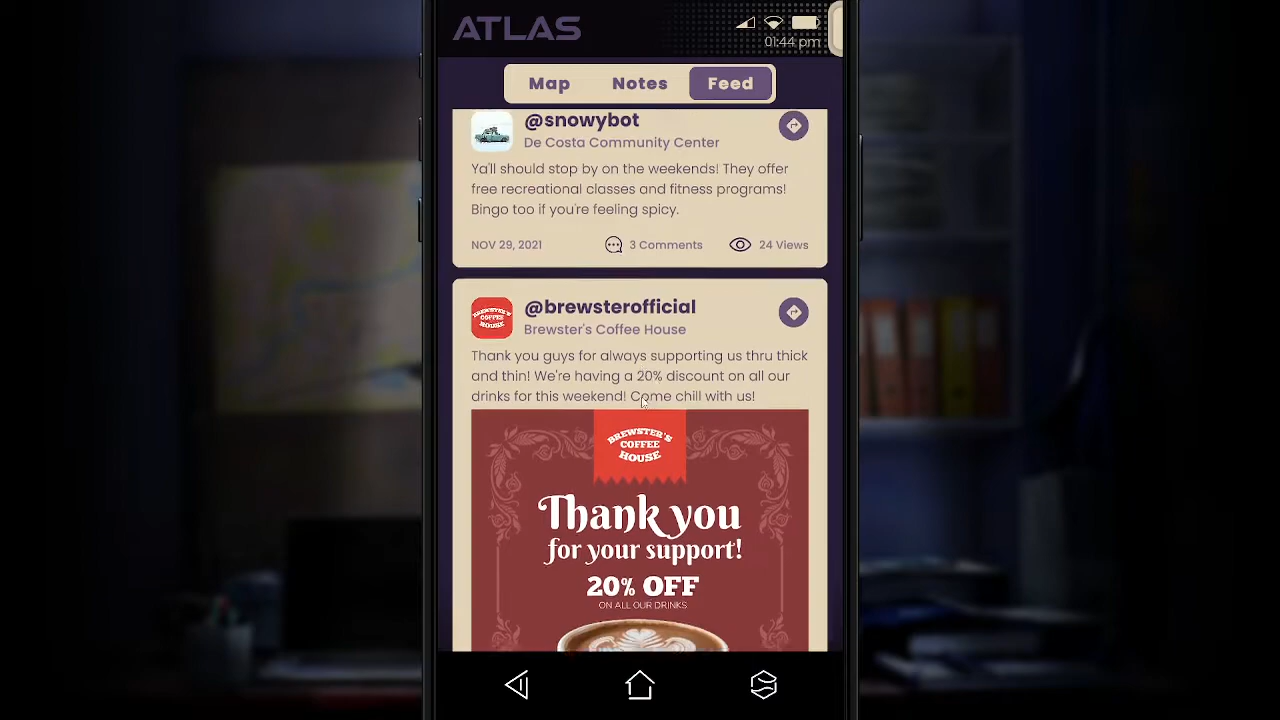 ATLAS
01:44 pm
Map Notes Feed
@snowybot
De Costa Community Center
Ya'll should stop by on the weekends! They offer
free recreational classes and fitness programs!
Bingo too if you're feeling spicy.
NOV 29, 2021 3 Comments 24 Views
@brewsterofficial
Brewster's Coffee House
BREWSTER'S
COFFEE
HOUSE
Thank you guys for always supporting us thru thick
and thin! We're having a 20% discount on all our
drinks for this weekend! Come chill with us!
BREWSTER'S
COFFEE
HOUSE
Thank you
for your support!
20% OFF
ON ALL OUR DRINKS